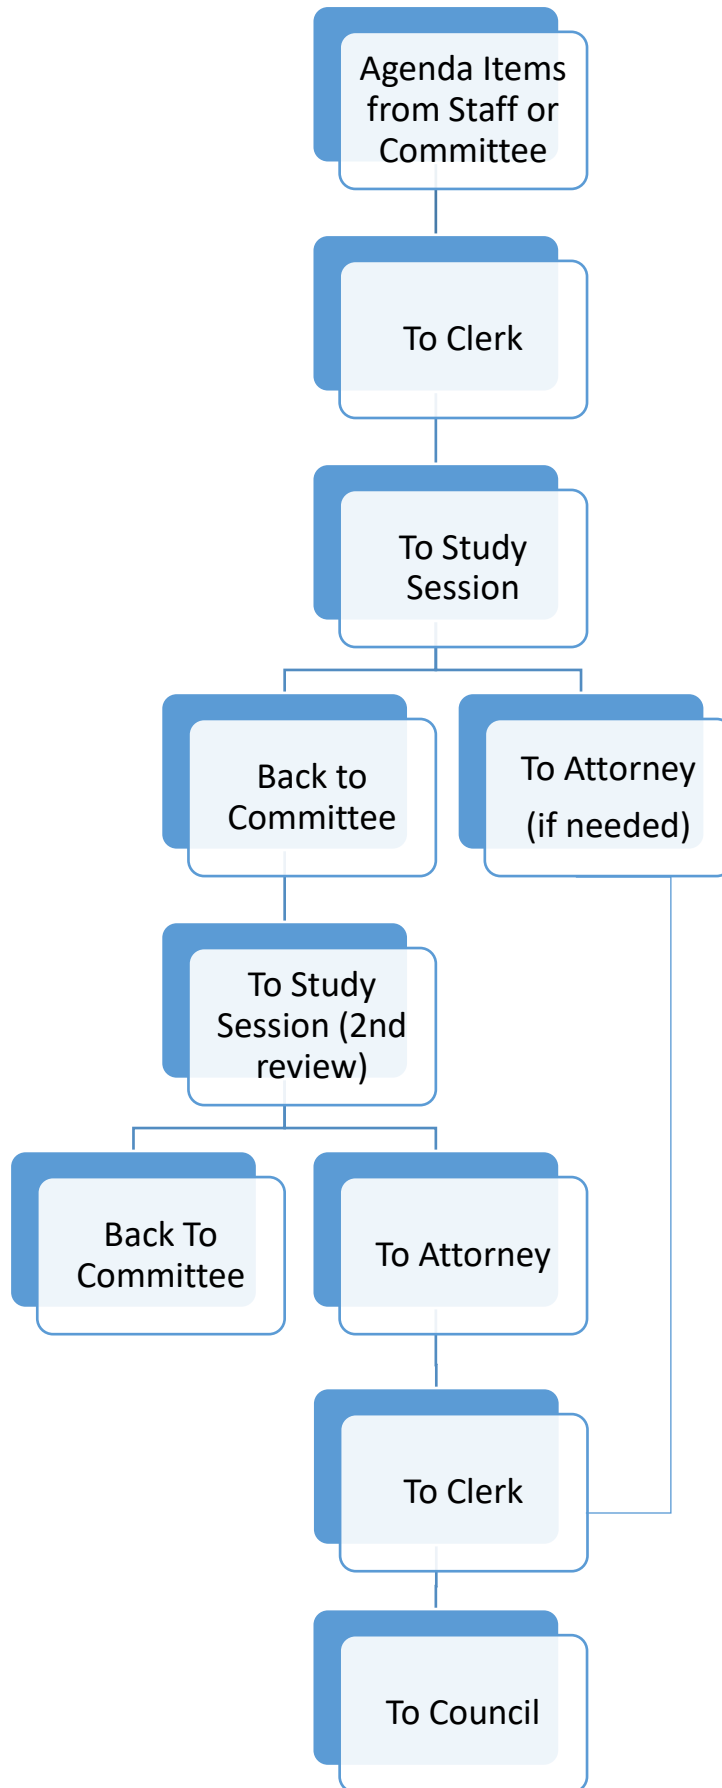 Agenda Items
from Staff or
Committee
To Clerk
To Study
Session
Back to
Committee
To Attorney
(if needed)
To Study
Session (2nd
review)
Back To
Committee
To Attorney
To Clerk
To Council